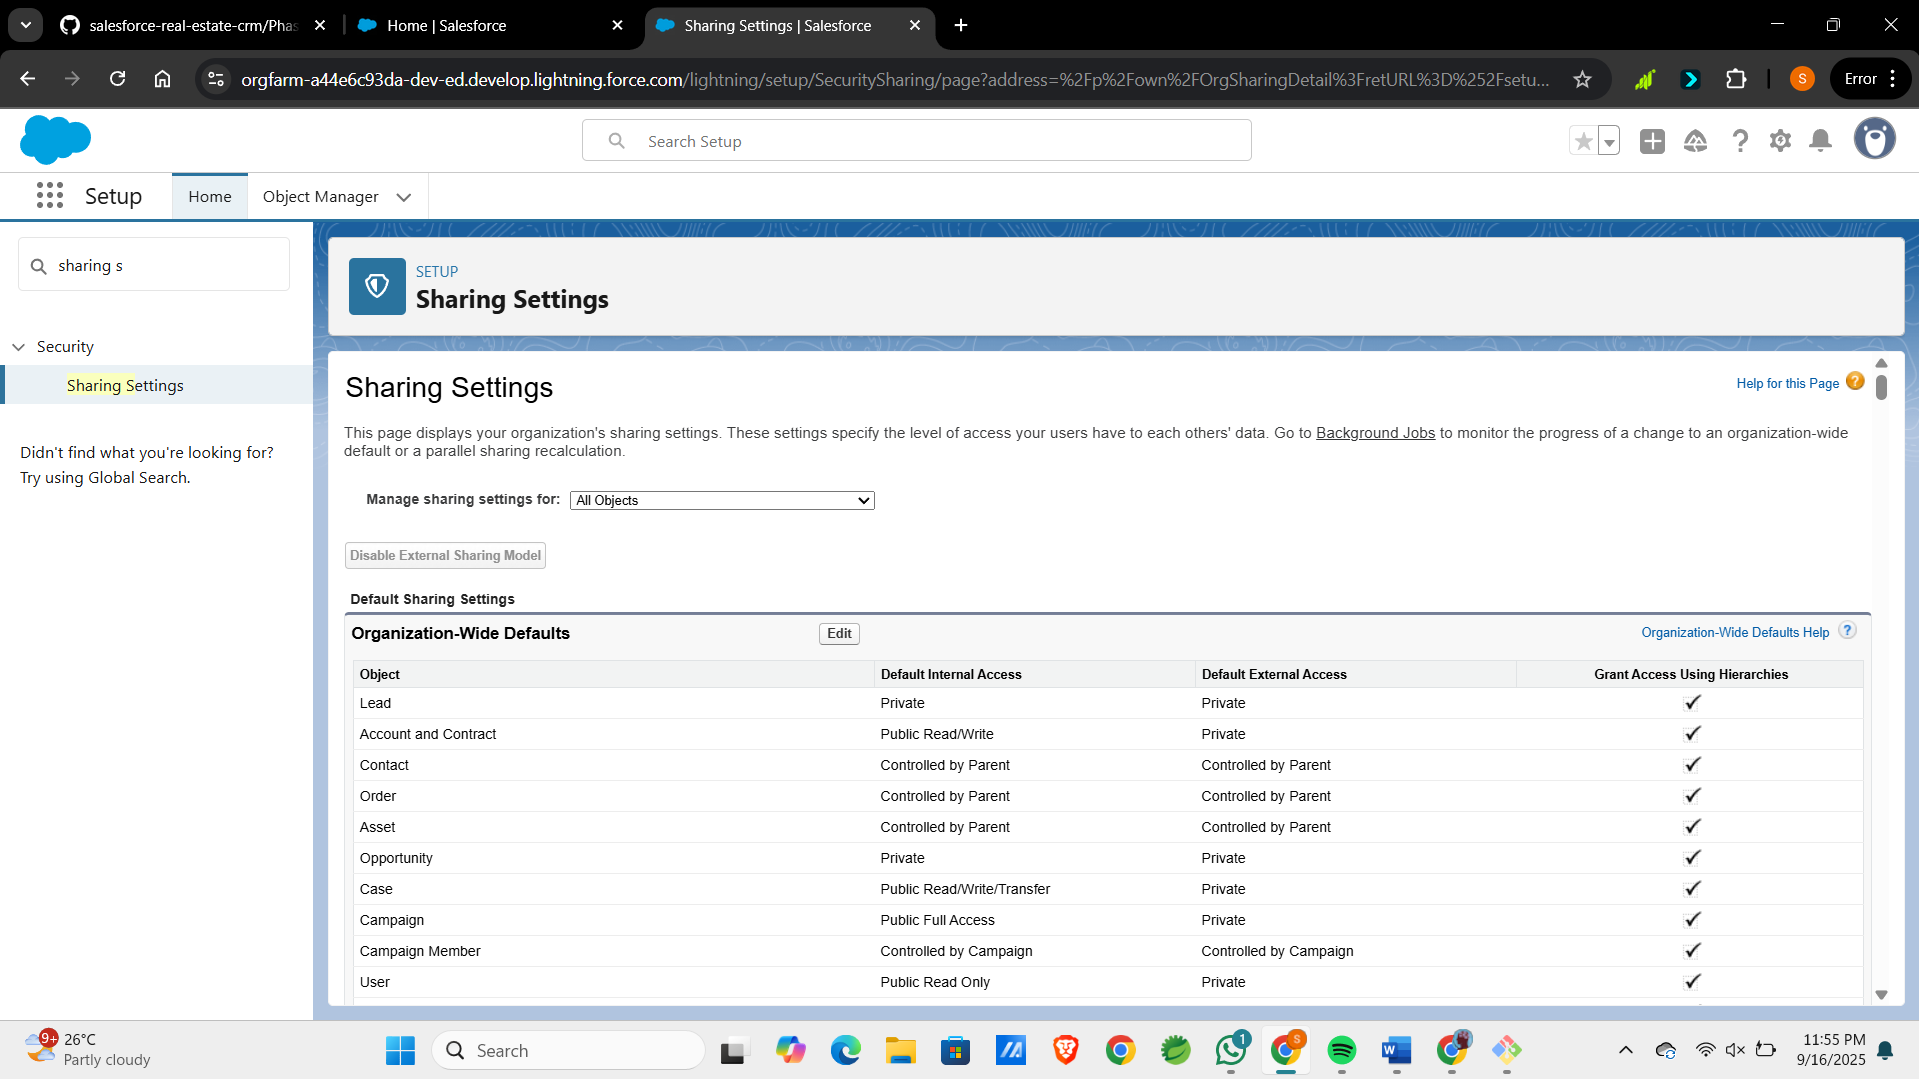 salesforce-real-estate-crm/Phas
Home | Salesforce
Sharing Settings | Salesforce
orgfarm-a44e6c93da-dev-ed.develop.lightning.force.com/lightning/setup/SecuritySharing/page?address=%2Fp%2Fown%2FOrgSharingDetail%3FretURL%3D%252Fsetu...
S
Error
Search Setup
Setup
Home
Object Manager
sharing s
Security
Sharing Settings
Didn't find what you're looking for?
Try using Global Search.
SETUP
Sharing Settings
Sharing Settings
Help for this Page ?
This page displays your organization's sharing settings. These settings specify the level of access your users have to each others' data. Go to Background Jobs to monitor the progress of a change to an organization-wide
default or a parallel sharing recalculation.
Manage sharing settings for: All Objects
Disable External Sharing Model
Default Sharing Settings
Organization-Wide Defaults Edit Organization-Wide Defaults Help ?
Object Default Internal Access Default External Access Grant Access Using Hierarchies
Lead Private Private
Account and Contract Public Read/Write Private
Contact Controlled by Parent Controlled by Parent
Order Controlled by Parent Controlled by Parent
Asset Controlled by Parent Controlled by Parent
Opportunity Private Private
Case Public Read/Write/Transfer Private
Campaign Public Full Access Private
Campaign Member Controlled by Campaign Controlled by Campaign
User Public Read Only Private
9+
26°C
Partly cloudy
Search
1
S
11:55 PM
9/16/2025